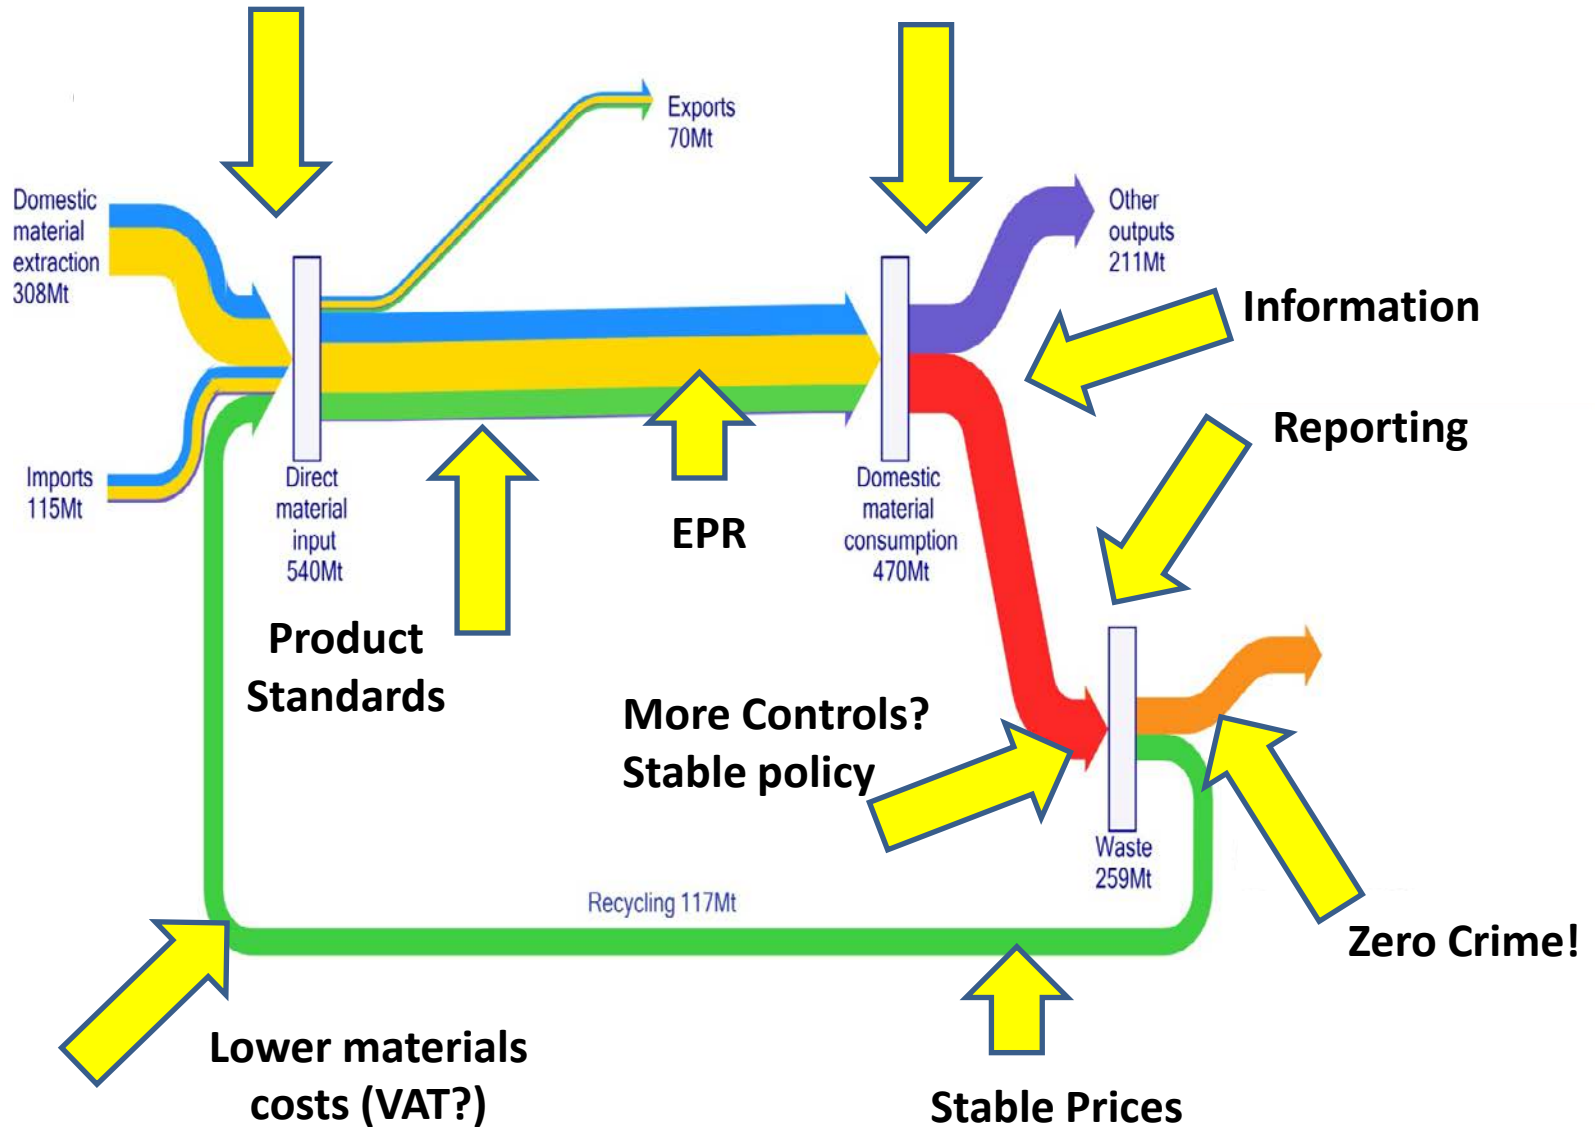 Exports
70Mt
Domestic
material
extraction
308Mt
Other
outputs
211Mt
Information
Reporting
Imports
115Mt
Direct
material
input
540Mt
Domestic
material
consumption
470Mt
EPR
Product
Standards
More Controls?
Stable policy
Waste
259Mt
Recycling 117Mt
Zero Crime!
Lower materials
costs (VAT?)
Stable Prices